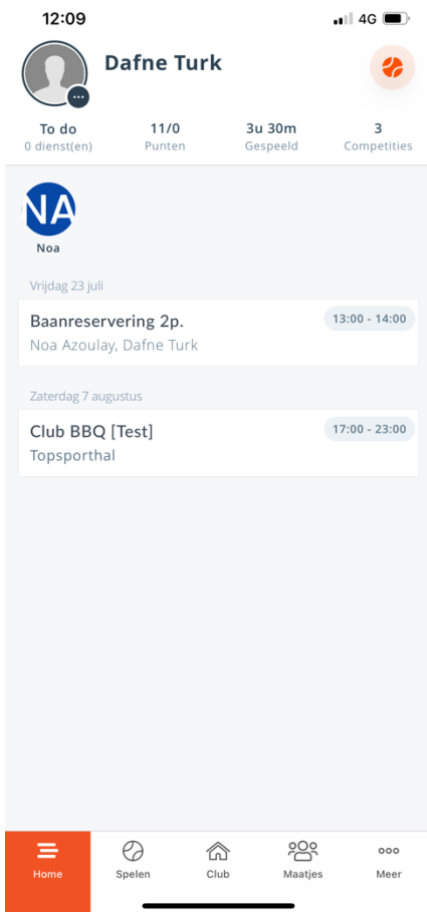 12:09
4G
Dafne Turk
To do
0 dienst(en)
11/0
Punten
3u 30m
Gespeeld
3
Competities
NA
Noa
Vrijdag 23 juli
Baanreservering 2p.
13:00 - 14:00
Noa Azoulay, Dafne Turk
Zaterdag 7 augustus
Club BBQ [Test]
17:00 - 23:00
Topsporthal
Home
Spelen
Club
Maatjes
Meer